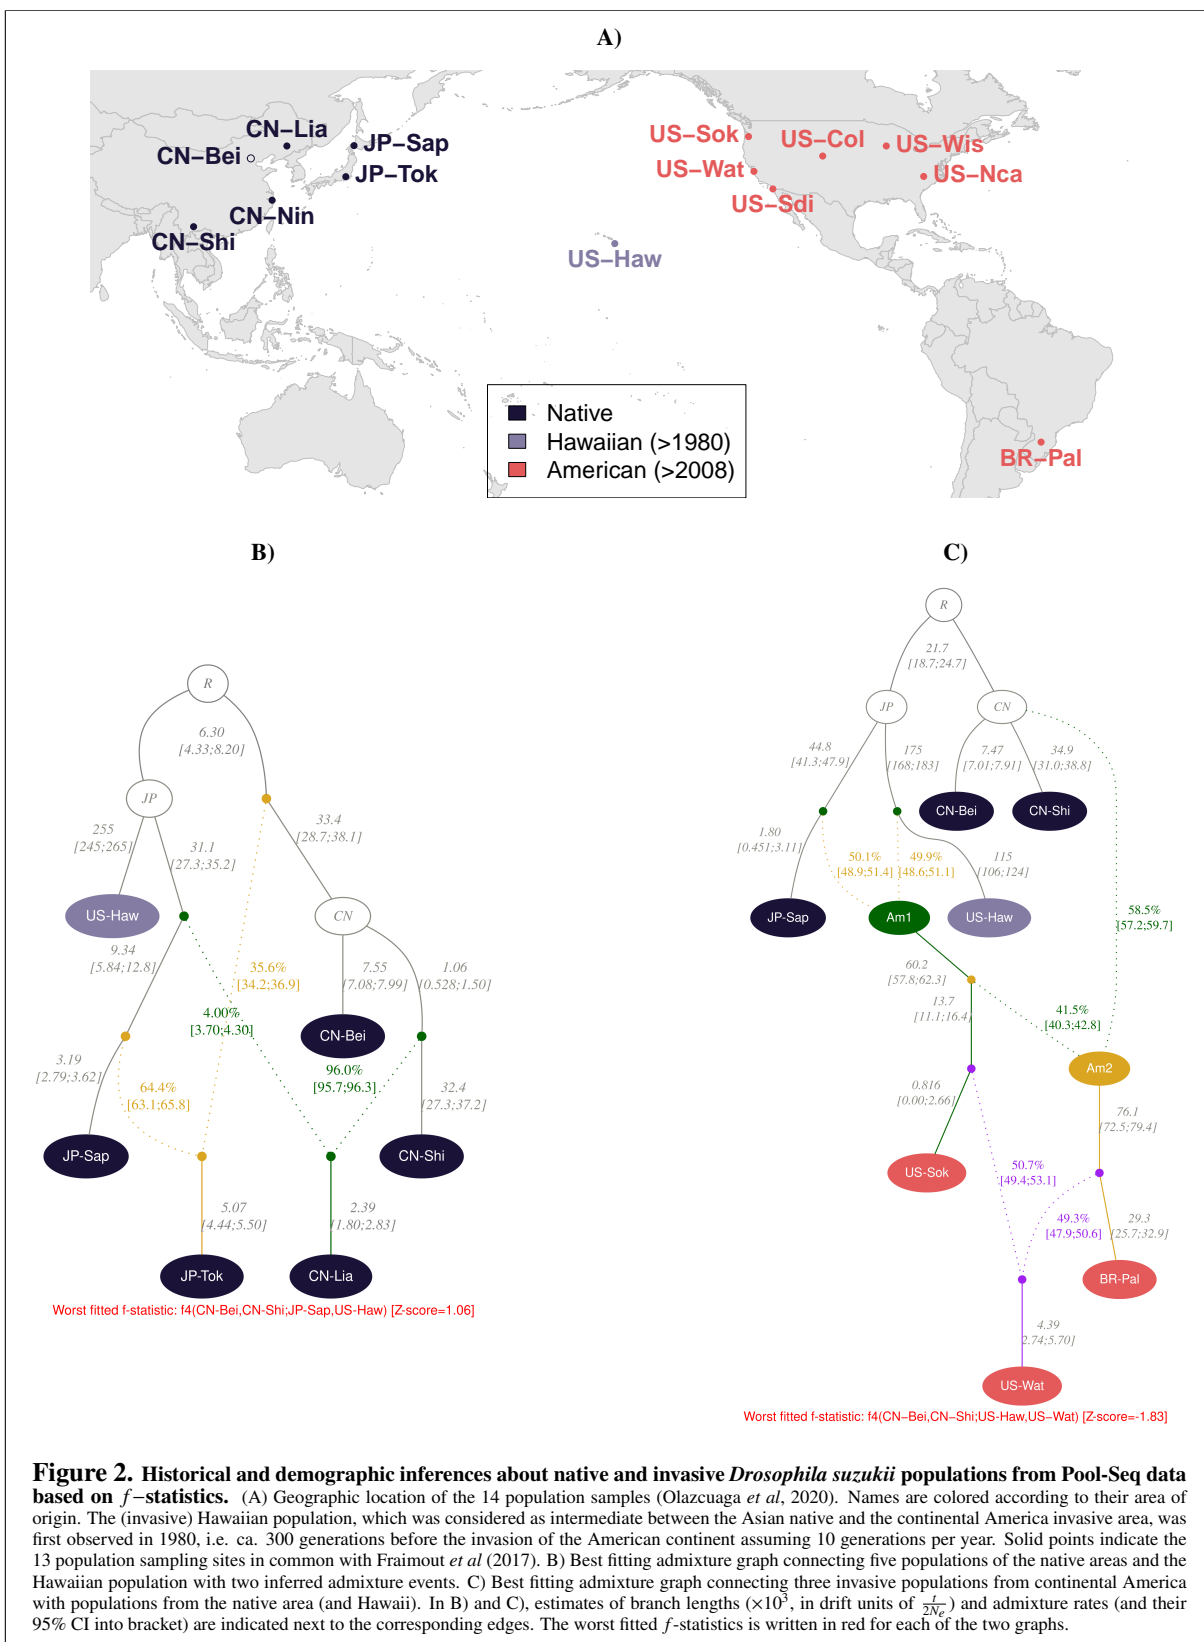 A)
CN–Lia
CN–Bei
JP–Sap
JP–Tok
CN–Nin
CN–Shi
US–Haw
US–Sok
US–Wat
US–Sdi
US–Col
US–Wis
US–Nca
BR–Pal
Native
Hawaiian (>1980)
American (>2008)
B)
R
6.30
[4.33;8.20]
JP
255
[245;265]
31.1
[27.3;35.2]
33.4
[28.7;38.1]
US-Haw
CN
9.34
[5.84;12.8]
35.6%
[34.2;36.9]
4.00%
[3.70;4.30]
7.55
[7.08;7.99]
1.06
[0.528;1.50]
CN-Bei
3.19
[2.79;3.62]
64.4%
[63.1;65.8]
96.0%
[95.7;96.3]
32.4
[27.3;37.2]
JP-Sap
CN-Shi
5.07
[4.44;5.50]
2.39
[1.80;2.83]
JP-Tok
CN-Lia
Worst fitted f-statistic: f4(CN-Bei,CN-Shi;JP-Sap,US-Haw) [Z-score=1.06]
C)
R
21.7
[18.7;24.7]
JP
CN
44.8
[41.3;47.9]
175
[168;183]
7.47
[7.01;7.91]
34.9
[31.0;38.8]
CN-Bei
CN-Shi
1.80
[0.451;3.11]
50.1%
[48.9;51.4]
49.9%
[48.6;51.1]
115
[106;124]
JP-Sap
Am1
US-Haw
58.5%
[57.2;59.7]
60.2
[57.8;62.3]
13.7
[11.1;16.4]
41.5%
[40.3;42.8]
Am2
0.816
[0.00;2.66]
76.1
[72.5;79.4]
US-Sok
50.7%
[49.4;53.1]
49.3%
[47.9;50.6]
29.3
[25.7;32.9]
BR-Pal
4.39
2.74;5.70]
US-Wat
Worst fitted f-statistic: f4(CN–Bei,CN–Shi;US-Haw,US–Wat) [Z-score=-1.83]
Figure 2. Historical and demographic inferences about native and invasive Drosophila suzukii populations from Pool-Seq data
based on f–statistics. (A) Geographic location of the 14 population samples (Olazcuaga et al, 2020). Names are colored according to their area of
origin. The (invasive) Hawaiian population, which was considered as intermediate between the Asian native and the continental America invasive area, was
first observed in 1980, i.e. ca. 300 generations before the invasion of the American continent assuming 10 generations per year. Solid points indicate the
13 population sampling sites in common with Fraimout et al (2017). B) Best fitting admixture graph connecting five populations of the native areas and the
Hawaiian population with two inferred admixture events. C) Best fitting admixture graph connecting three invasive populations from continental America
with populations from the native area (and Hawaii). In B) and C), estimates of branch lengths (×10³, in drift units of t/2Nₑ) and admixture rates (and their
95% CI into bracket) are indicated next to the corresponding edges. The worst fitted f-statistics is written in red for each of the two graphs.